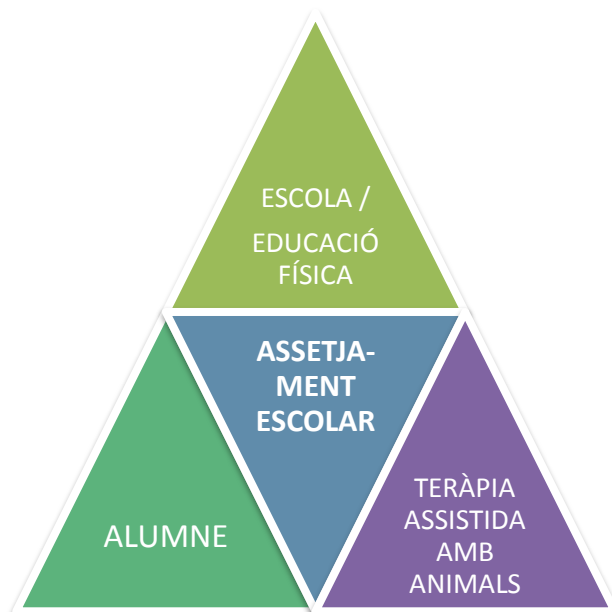 ESCOLA /
EDUCACIÓ
FÍSICA
ASSETJA-
MENT
ESCOLAR
ALUMNE
TERÀPIA
ASSISTIDA
AMB
ANIMALS